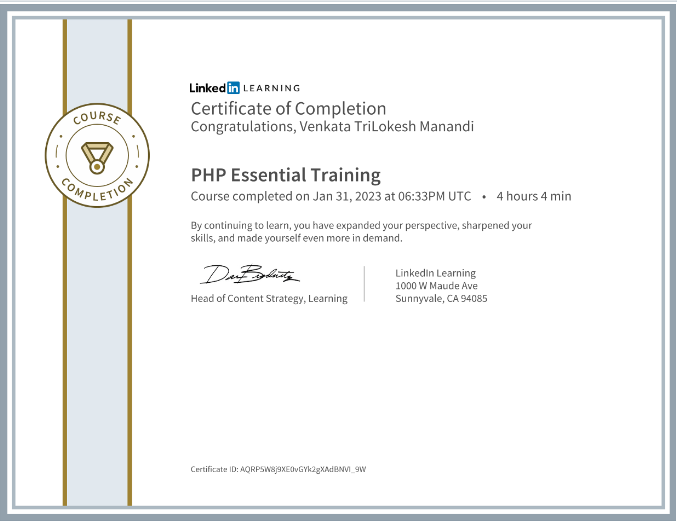 COURSE
COMPLETION
Linked in LEARNING
Certificate of Completion
Congratulations, Venkata TriLokesh Manandi
PHP Essential Training
Course completed on Jan 31, 2023 at 06:33PM UTC • 4 hours 4 min
By continuing to learn, you have expanded your perspective, sharpened your
skills, and made yourself even more in demand.
Head of Content Strategy, Learning
LinkedIn Learning
1000 W Maude Ave
Sunnyvale, CA 94085
Certificate ID: